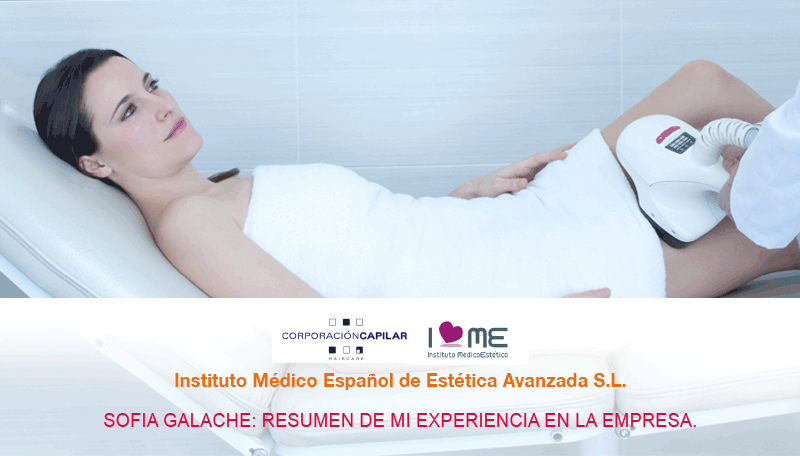 CORPORACIÓNCAPILAR
HAIRCARE
I ME
Instituto MedicoEstético
Instituto Médico Español de Estética Avanzada S.L.
SOFIA GALACHE: RESUMEN DE MI EXPERIENCIA EN LA EMPRESA.